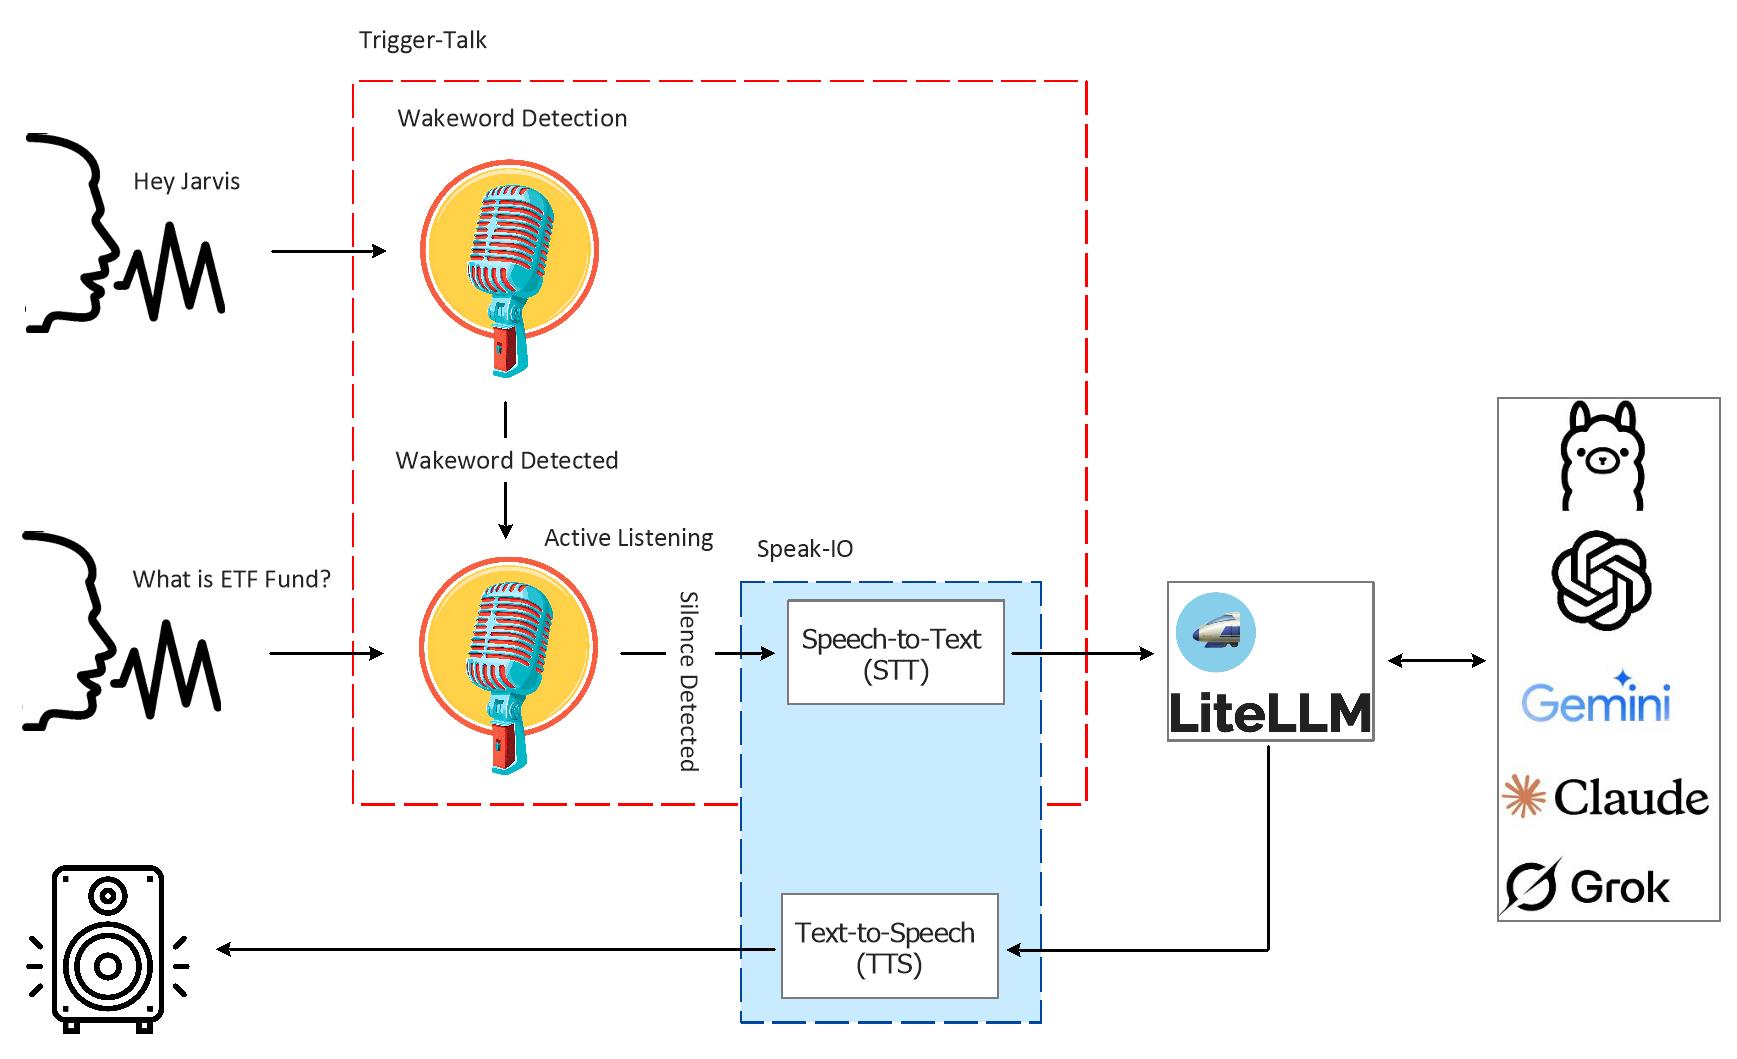 Trigger-Talk
Wakeword Detection
Hey Jarvis
Wakeword Detected
Active Listening
What is ETF Fund?
Silence Detected
Speak-IO
Speech-to-Text
(STT)
LiteLLM
Gemini
Claude
Grok
Text-to-Speech
(TTS)